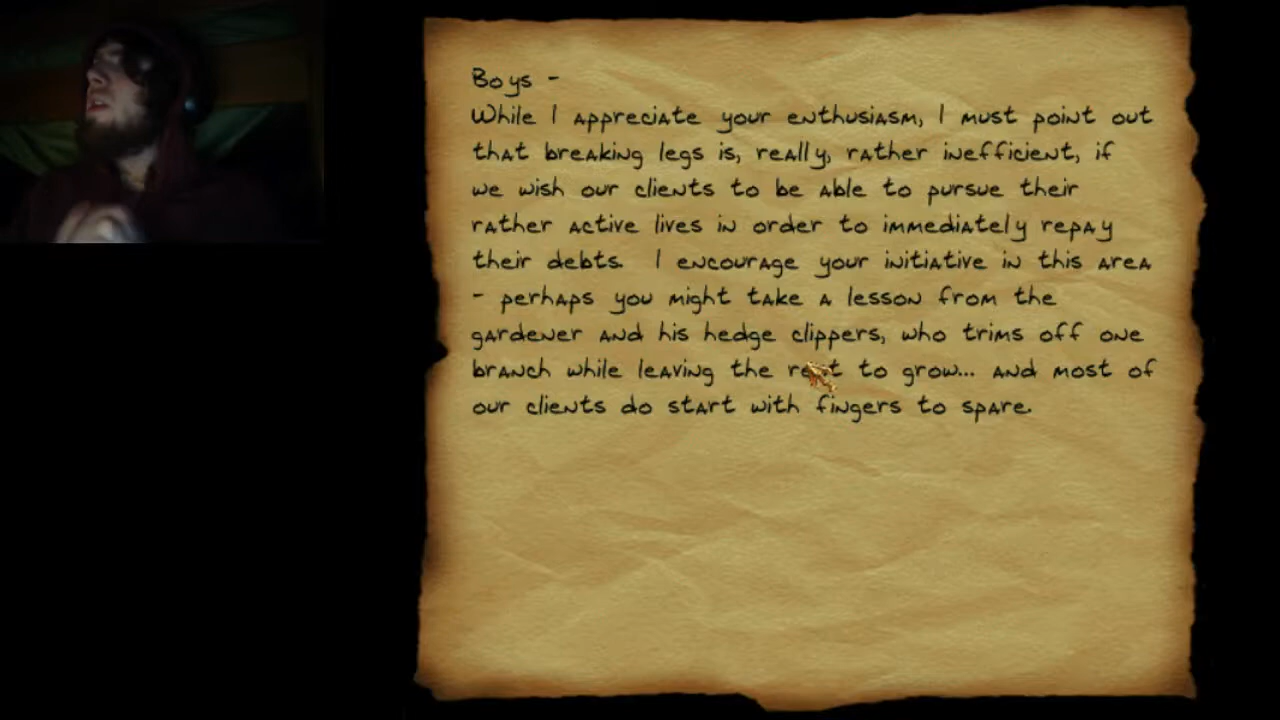 Boys -
While I appreciate your enthusiasm, I must point out
that breaking legs is, really, rather inefficient, if
we wish our clients to be able to pursue their
rather active lives in order to immediately repay
their debts.  I encourage your initiative in this area
- perhaps you might take a lesson from the
gardener and his hedge clippers, who trims off one
branch while leaving the rest to grow... and most of
our clients do start with fingers to spare.